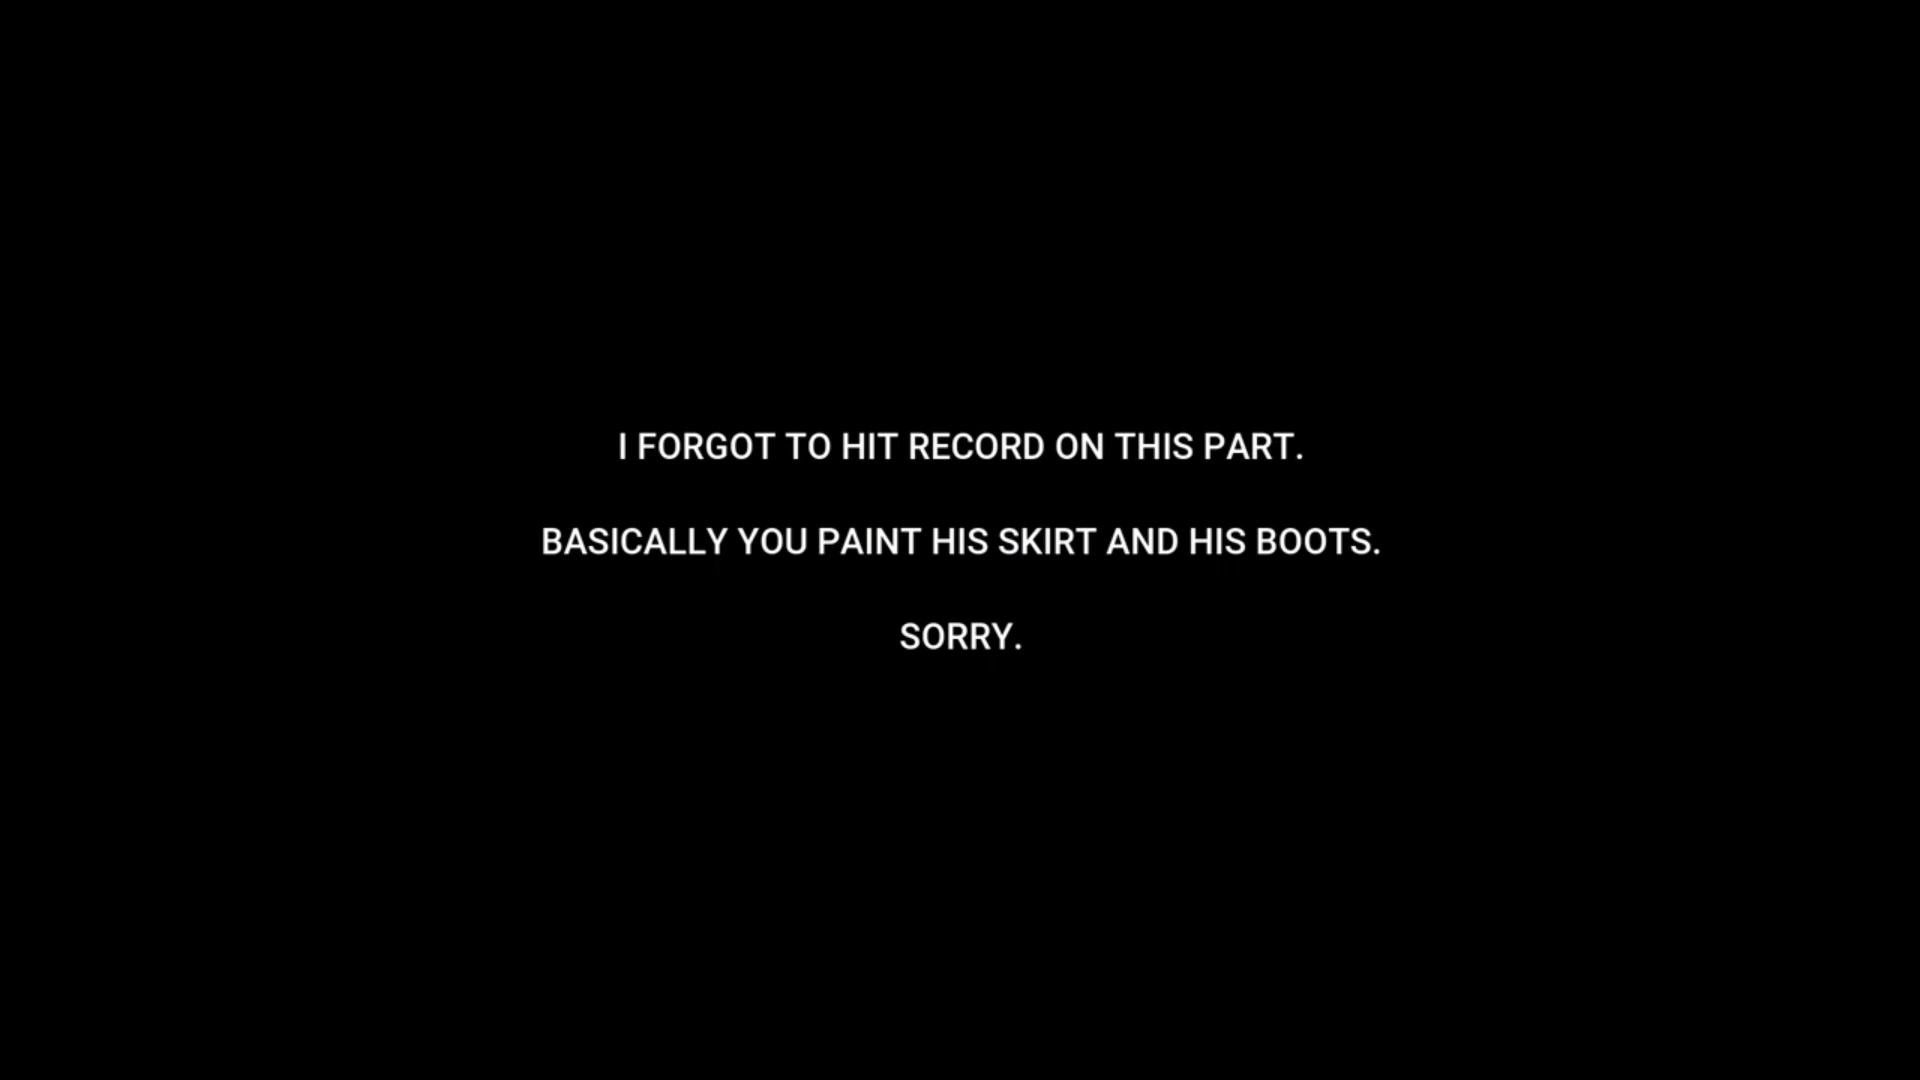 I FORGOT TO HIT RECORD ON THIS PART.
BASICALLY YOU PAINT HIS SKIRT AND HIS BOOTS.
SORRY.